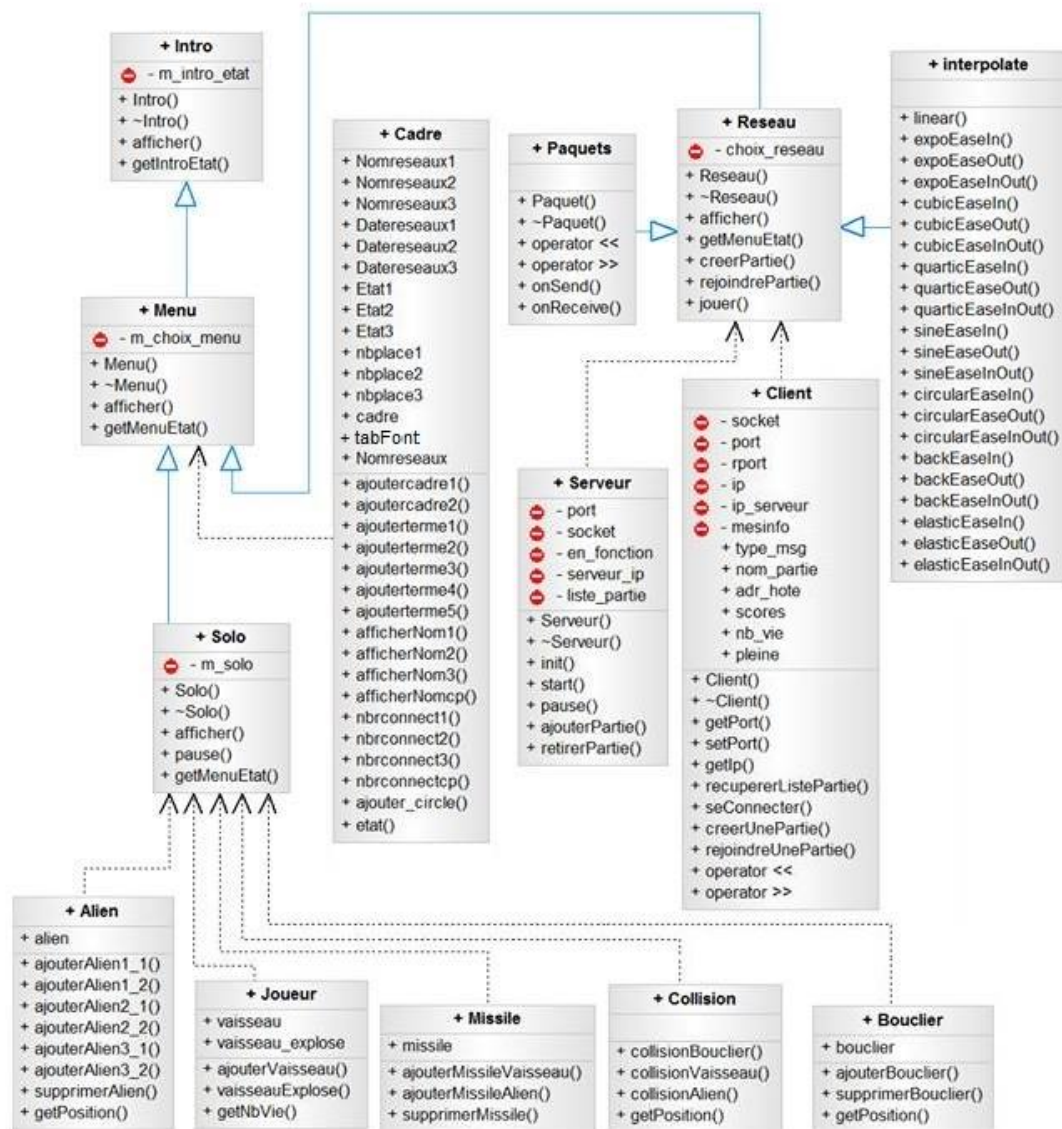 + Intro
- m_intro_etat
+ Intro()
+ ~Intro()
+ afficher()
+ getIntroEtat()
+ Menu
- m_choix_menu
+ Menu()
+ ~Menu()
+ afficher()
+ getMenuEtat()
+ Solo
- m_solo
+ Solo()
+ ~Solo()
+ afficher()
+ pause()
+ getMenuEtat()
+ Cadre
+ Nomreseaux1
+ Nomreseaux2
+ Nomreseaux3
+ Datereseaux1
+ Datereseaux2
+ Datereseaux3
+ Etat1
+ Etat2
+ Etat3
+ nbplace1
+ nbplace2
+ nbplace3
+ cadre
+ tabFont
+ Nomreseaux
+ ajoutercadre1()
+ ajoutercadre2()
+ ajouterterme1()
+ ajouterterme2()
+ ajouterterme3()
+ ajouterterme4()
+ ajouterterme5()
+ afficherNom1()
+ afficherNom2()
+ afficherNom3()
+ afficherNomcp()
+ nbrconnect1()
+ nbrconnect2()
+ nbrconnect3()
+ nbrconnectcp()
+ ajouter_circle()
+ etat()
+ Paquets
+ Paquet()
+ ~Paquet()
+ operator <<
+ operator >>
+ onSend()
+ onReceive()
+ Reseau
- choix_reseau
+ Reseau()
+ ~Reseau()
+ afficher()
+ getMenuEtat()
+ creerPartie()
+ rejoindrePartie()
+ jouer()
+ interpolate
+ linear()
+ expoEaseIn()
+ expoEaseOut()
+ expoEaseInOut()
+ cubicEaseIn()
+ cubicEaseOut()
+ cubicEaseInOut()
+ quarticEaseIn()
+ quarticEaseOut()
+ quarticEaseInOut()
+ sineEaseIn()
+ sineEaseOut()
+ sineEaseInOut()
+ circularEaseIn()
+ circularEaseOut()
+ circularEaseInOut()
+ backEaseIn()
+ backEaseOut()
+ backEaseInOut()
+ elasticEaseIn()
+ elasticEaseOut()
+ elasticEaseInOut()
+ Serveur
- port
- socket
- en_fonction
- serveur_ip
- liste_partie
+ Serveur()
+ ~Serveur()
+ init()
+ start()
+ pause()
+ ajouterPartie()
+ retirerPartie()
+ Client
- socket
- port
- rport
- ip
- ip_serveur
- mesinfo
+ type_msg
+ nom_partie
+ adr_hote
+ scores
+ nb_vie
+ pleine
+ Client()
+ ~Client()
+ getPort()
+ setPort()
+ getIp()
+ recupererListePartie()
+ seConnecter()
+ creerUnePartie()
+ rejoindreUnePartie()
+ operator <<
+ operator >>
+ Alien
+ alien
+ ajouterAlien1_1()
+ ajouterAlien1_2()
+ ajouterAlien2_1()
+ ajouterAlien2_2()
+ ajouterAlien3_1()
+ ajouterAlien3_2()
+ supprimerAlien()
+ getPosition()
+ Joueur
+ vaisseau
+ vaisseau_explose
+ ajouterVaisseau()
+ vaisseauExplose()
+ getNbVie()
+ Missile
+ missile
+ ajouterMissileVaisseau()
+ ajouterMissileAlien()
+ supprimerMissile()
+ Collision
+ collisionBouclier()
+ collisionVaisseau()
+ collisionAlien()
+ getPosition()
+ Bouclier
+ bouclier
+ ajouterBouclier()
+ supprimerBouclier()
+ getPosition()